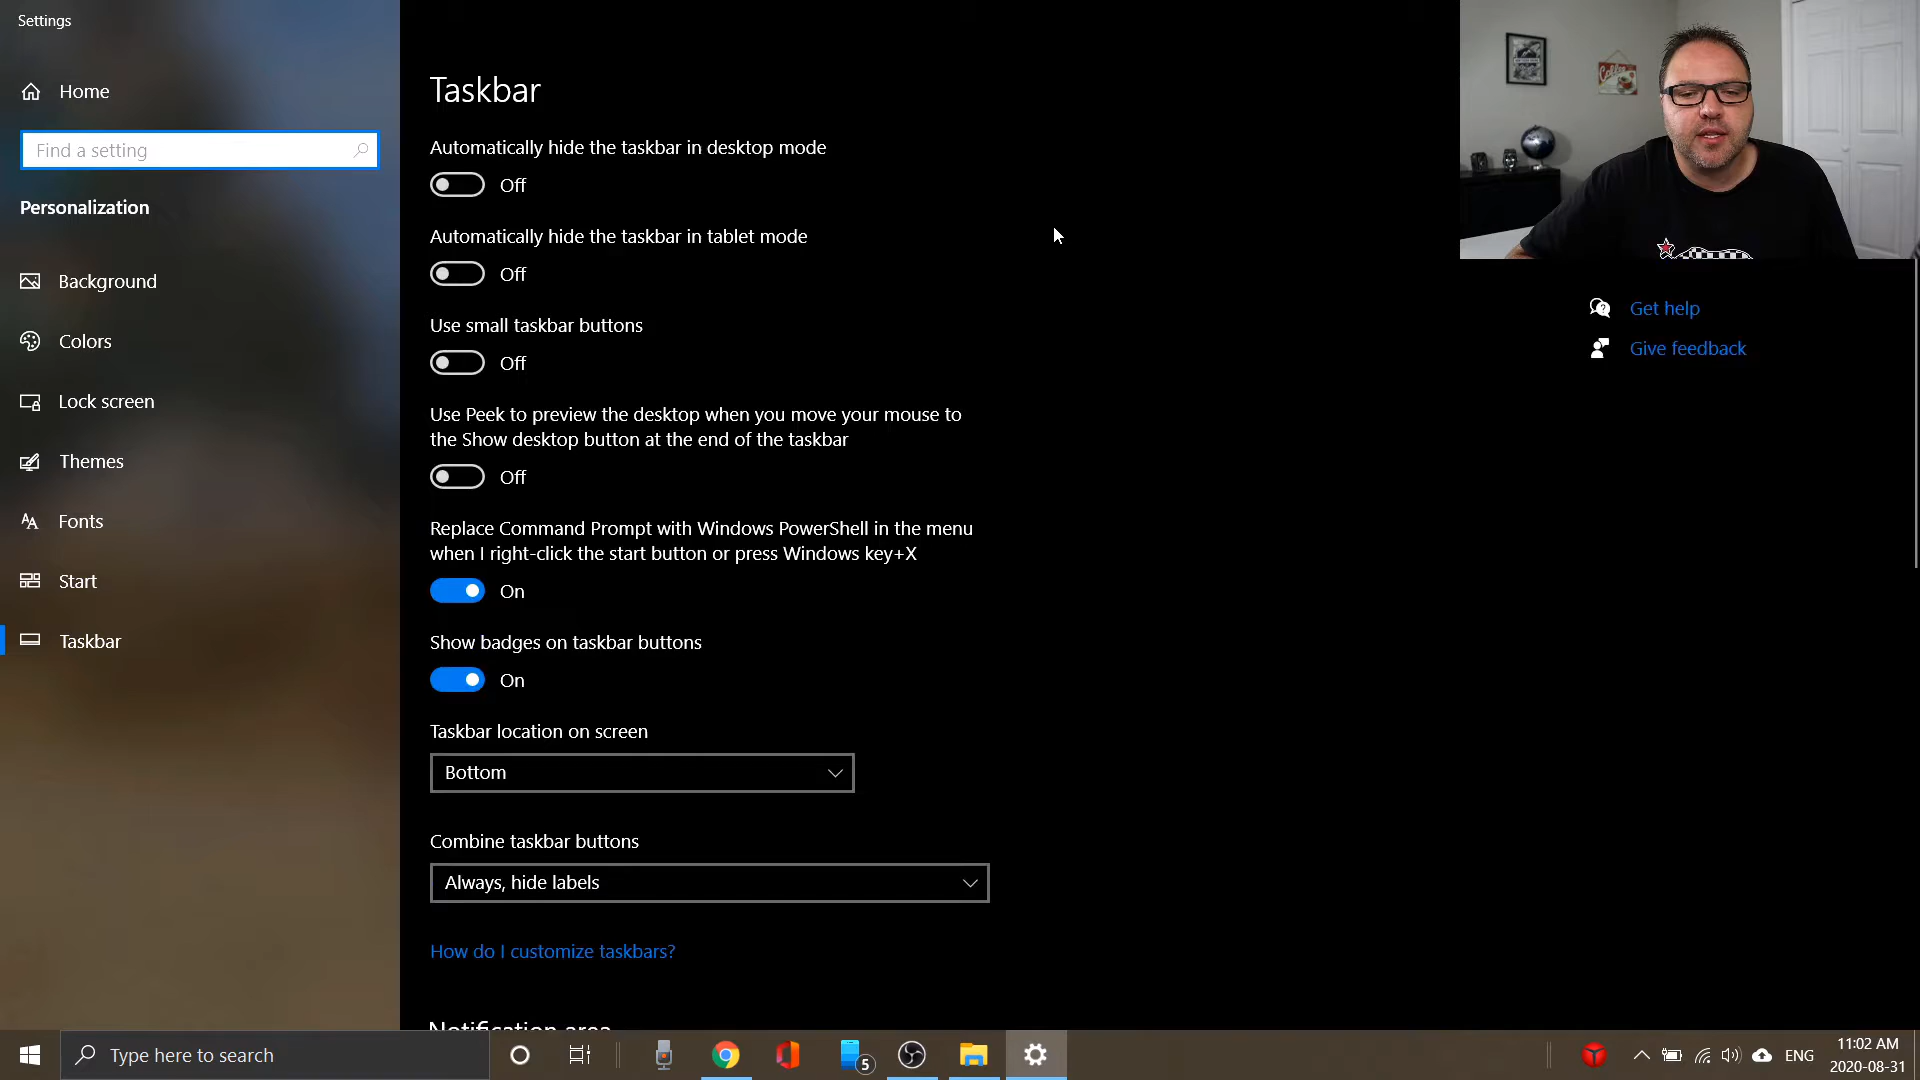 Settings
Home
Find a setting
Personalization
Background
Colors
Lock screen
Themes
Fonts
Start
Taskbar
Taskbar
Automatically hide the taskbar in desktop mode
Off
Automatically hide the taskbar in tablet mode
Off
Use small taskbar buttons
Off
Use Peek to preview the desktop when you move your mouse to
the Show desktop button at the end of the taskbar
Off
Replace Command Prompt with Windows PowerShell in the menu
when I right-click the start button or press Windows key+X
On
Show badges on taskbar buttons
On
Taskbar location on screen
Bottom
Combine taskbar buttons
Always, hide labels
How do I customize taskbars?
Notification area
Get help
Give feedback
Coffee
Type here to search
5
ENG
11:02 AM
2020-08-31